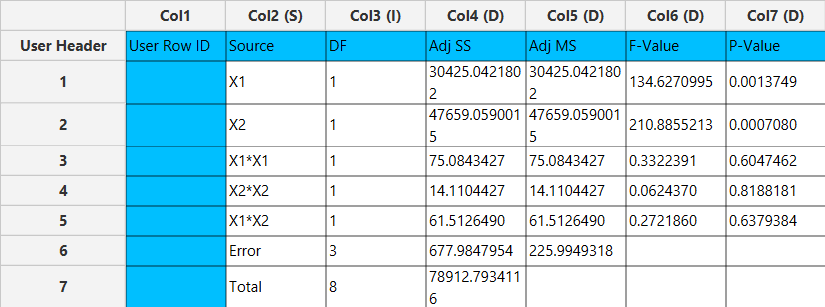 Col1 Col2 (S) Col3 (I) Col4 (D) Col5 (D) Col6 (D) Col7 (D)
User Header User Row ID Source DF Adj SS Adj MS F-Value P-Value
1 X1 1 30425.0421802 30425.0421802 134.6270995 0.0013749
2 X2 1 47659.0590015 47659.0590015 210.8855213 0.0007080
3 X1*X1 1 75.0843427 75.0843427 0.3322391 0.6047462
4 X2*X2 1 14.1104427 14.1104427 0.0624370 0.8188181
5 X1*X2 1 61.5126490 61.5126490 0.2721860 0.6379384
6 Error 3 677.9847954 225.9949318
7 Total 8 78912.7934116